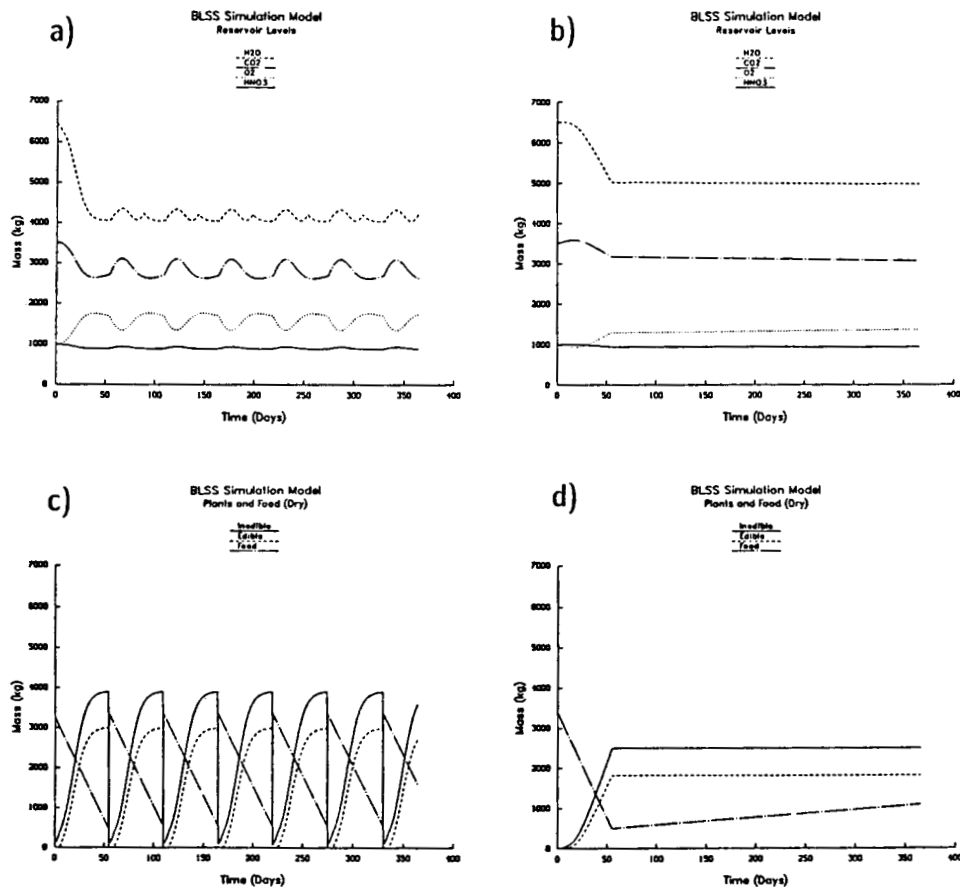 a)
BLSS Simulation Model
Reservoir Levels
H2O
CO2
O2
HNO3
7000
6000
5000
4000
3000
2000
1000
0
Mass (kg)
0 50 100 150 200 250 300 350 400
Time (Days)
b)
BLSS Simulation Model
Reservoir Levels
H2O
CO2
O2
HNO3
7000
6000
5000
4000
3000
2000
1000
0
Mass (kg)
0 50 100 150 200 250 300 350 400
Time (Days)
c)
BLSS Simulation Model
Plants and Food (Dry)
Inedible
Edible
Food
7000
6000
5000
4000
3000
2000
1000
0
Mass (kg)
0 50 100 150 200 250 300 350 400
Time (Days)
d)
BLSS Simulation Model
Plants and Food (Dry)
Inedible
Edible
Food
7000
6000
5000
4000
3000
2000
1000
0
Mass (kg)
0 50 100 150 200 250 300 350 400
Time (Days)